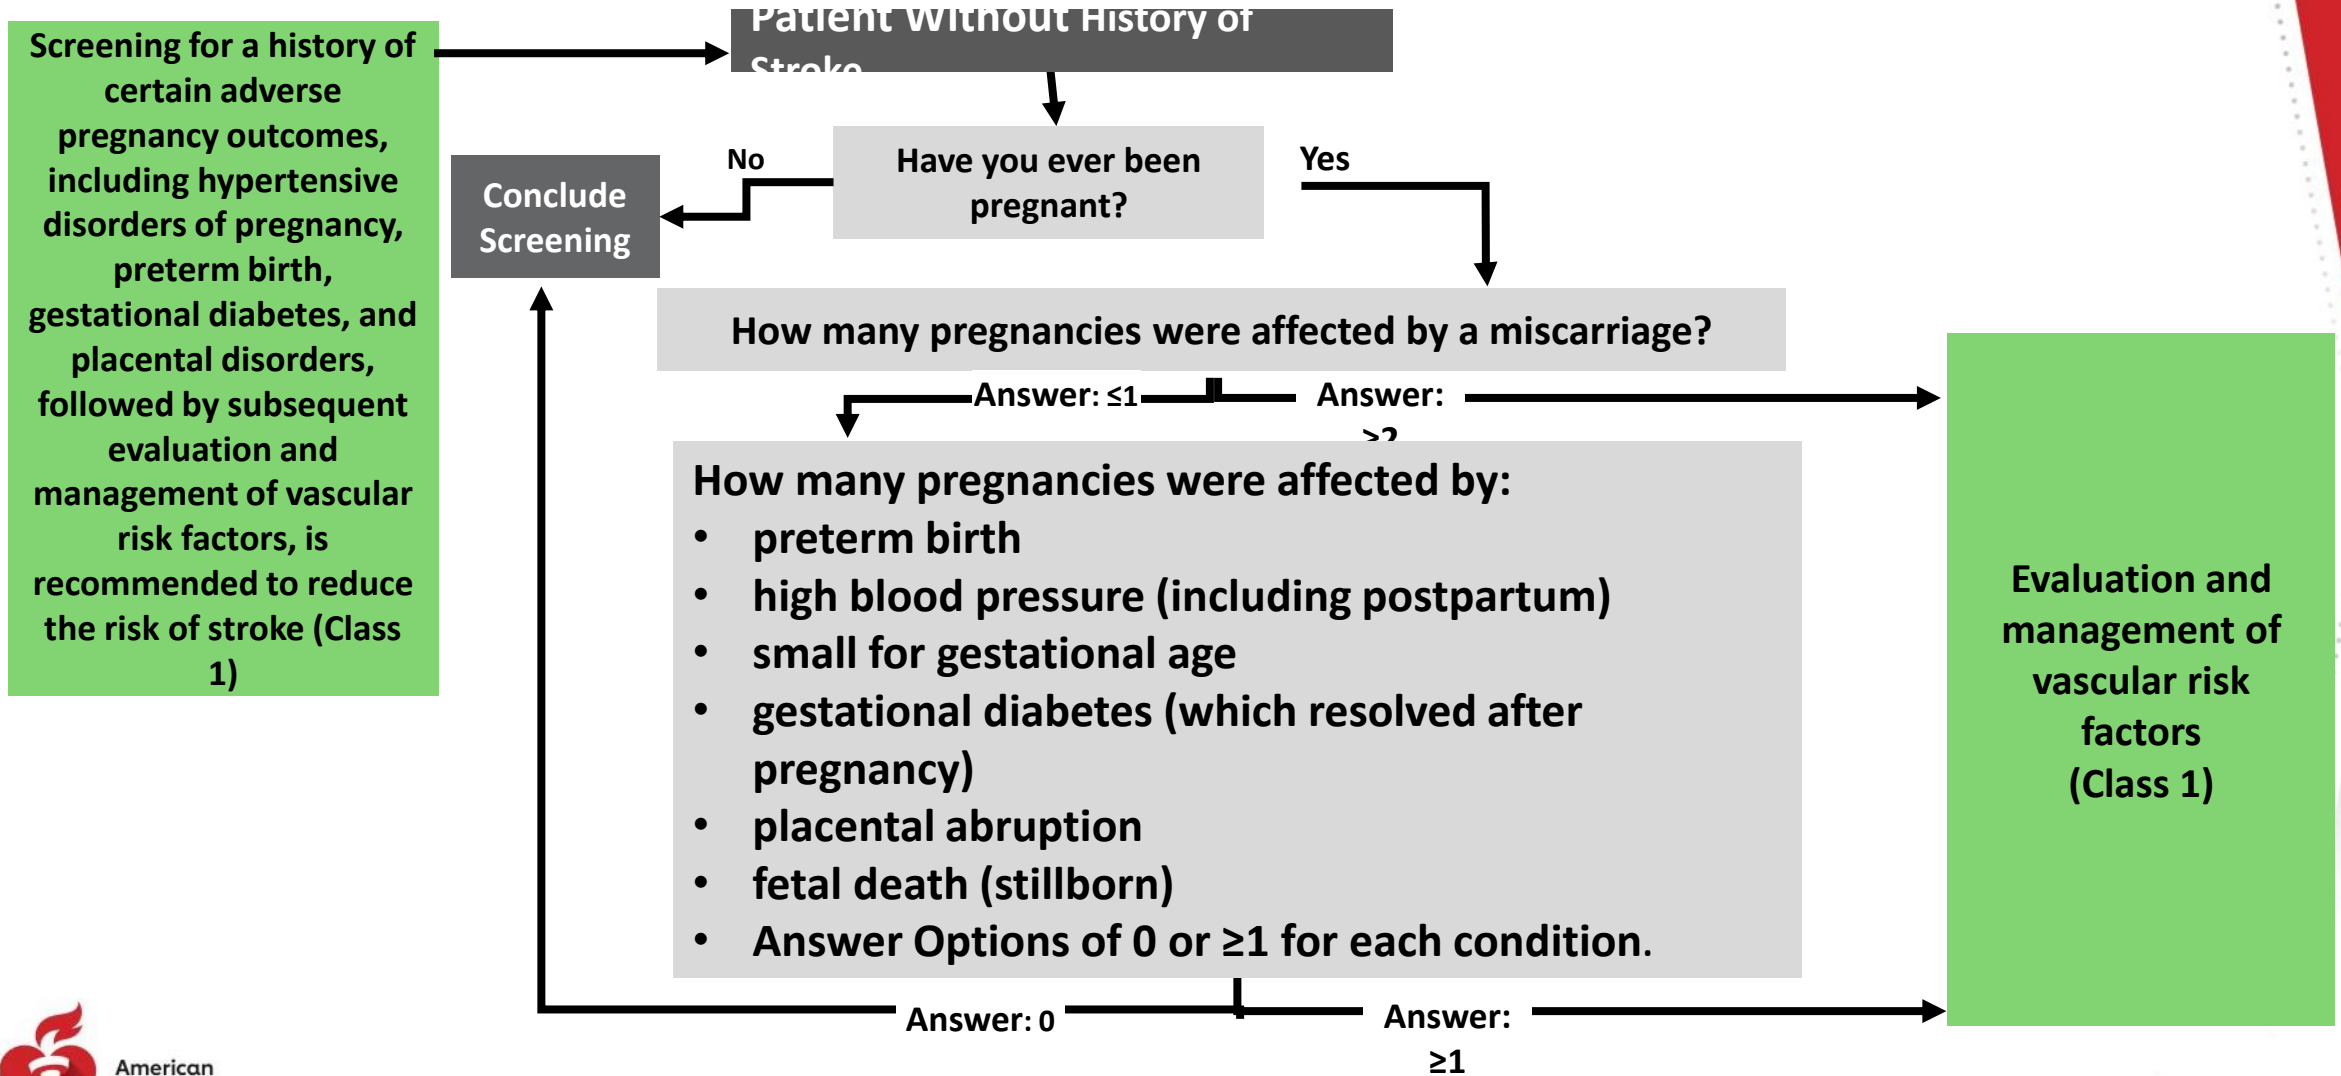 Screening for a history of
certain adverse
pregnancy outcomes,
including hypertensive
disorders of pregnancy,
preterm birth,
gestational diabetes, and
placental disorders,
followed by subsequent
evaluation and
management of vascular
risk factors, is
recommended to reduce
the risk of stroke (Class
1)
Patient Without History of
Stroke
Have you ever been
pregnant?
No
Yes
Conclude
Screening
How many pregnancies were affected by a miscarriage?
Answer: ≤1
Answer:
≥2
How many pregnancies were affected by:
• preterm birth
• high blood pressure (including postpartum)
• small for gestational age
• gestational diabetes (which resolved after
pregnancy)
• placental abruption
• fetal death (stillborn)
• Answer Options of 0 or ≥1 for each condition.
Answer: 0
Answer:
≥1
Evaluation and
management of
vascular risk
factors
(Class 1)
American